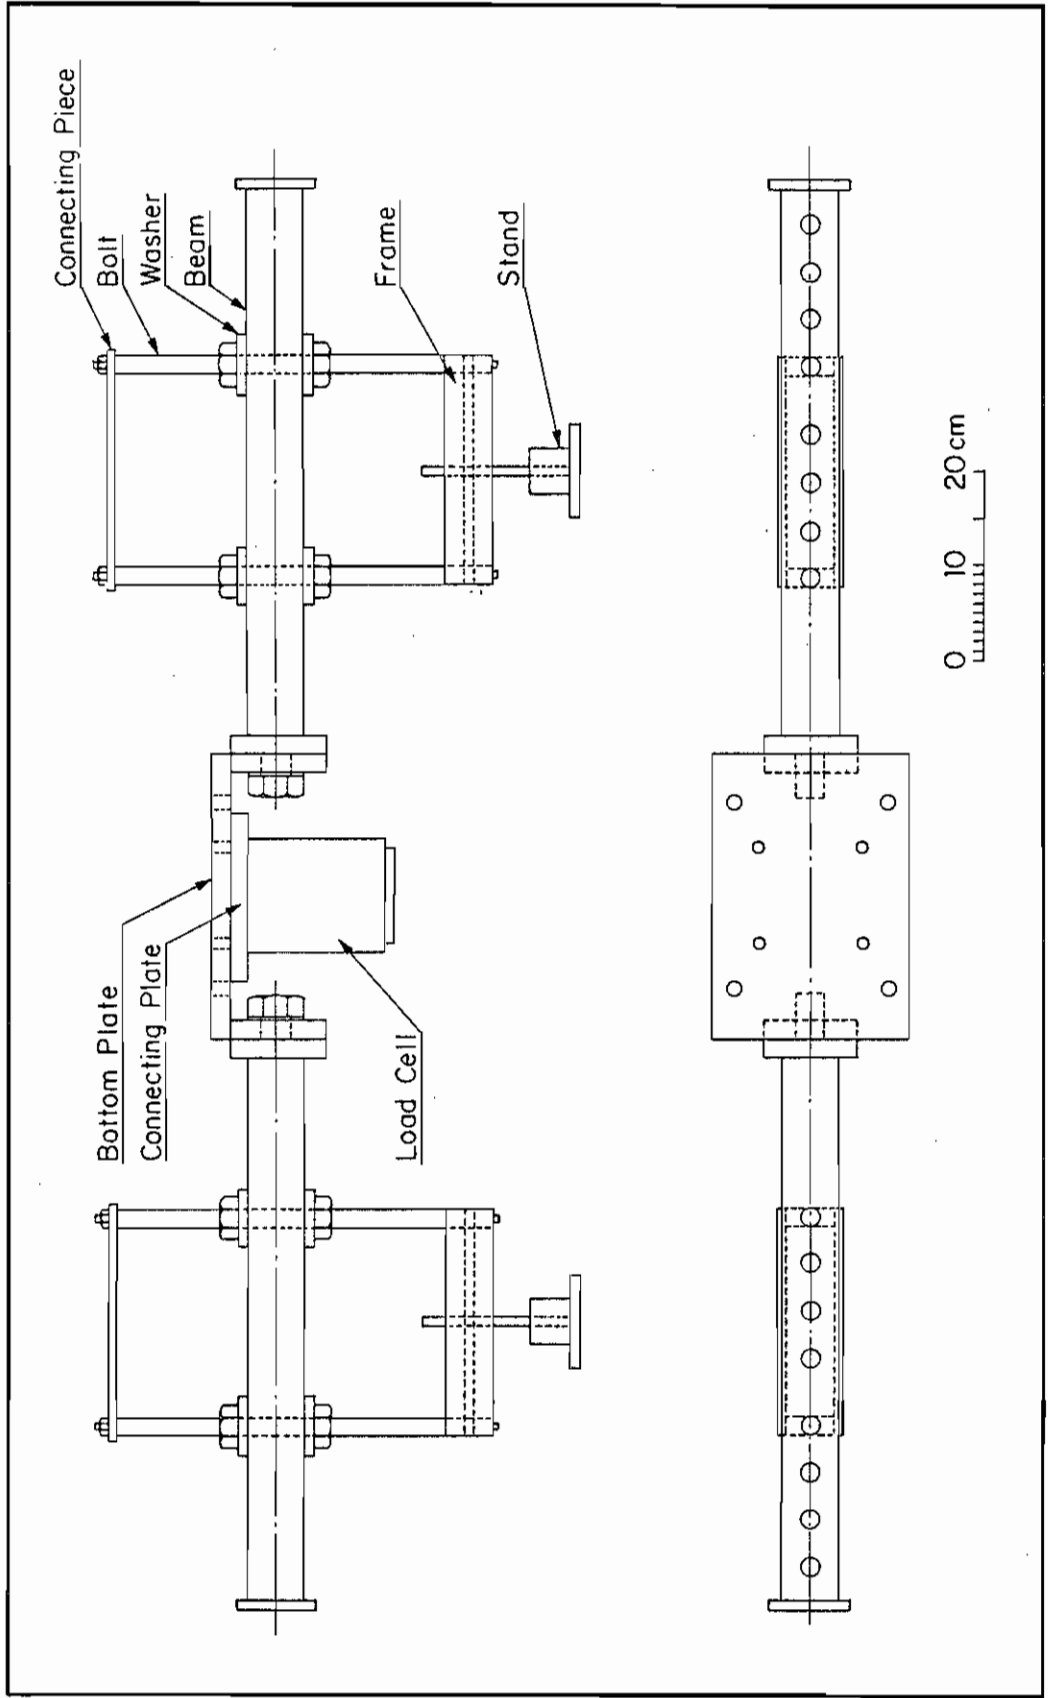 Connecting Piece
Bolt
Washer
Beam
Frame
Stand
Bottom Plate
Connecting Plate
Load Cell
0 10 20cm